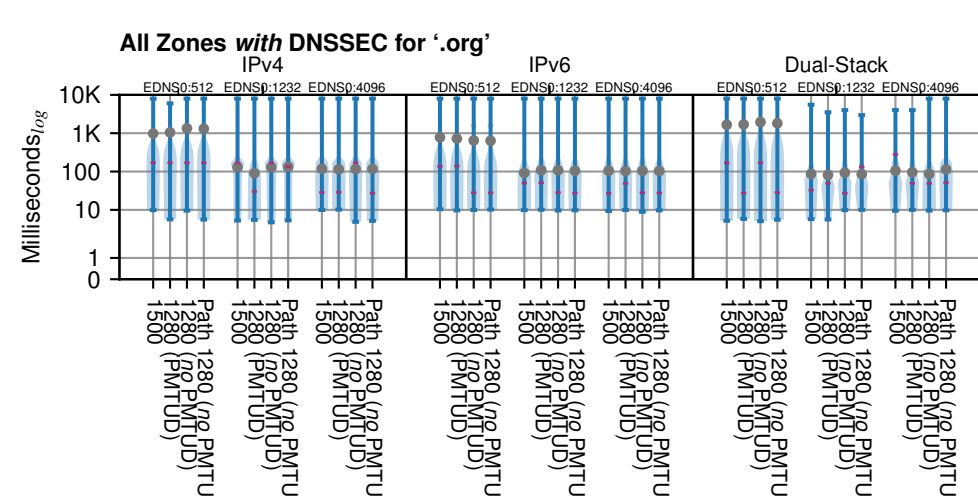 All Zones with DNSSEC for ‘.org’
IPv4
IPv6
Dual-Stack
EDNS0:512
EDNS0:1232
EDNS0:4096
EDNS0:512
EDNS0:1232
EDNS0:4096
EDNS0:512
EDNS0:1232
EDNS0:4096
Milliseconds log
10K
1K
100
10
1
0
1500
1280 (PMTUD)
1280 (no PMTUD)
Path 1280 (no PMTU
1500
1280 (PMTUD)
1280 (no PMTUD)
Path 1280 (no PMTU
1500
1280 (PMTUD)
1280 (no PMTUD)
Path 1280 (no PMTU
1500
1280 (PMTUD)
1280 (no PMTUD)
Path 1280 (no PMTU
1500
1280 (PMTUD)
1280 (no PMTUD)
Path 1280 (no PMTU
1500
1280 (PMTUD)
1280 (no PMTUD)
Path 1280 (no PMTU
1500
1280 (PMTUD)
1280 (no PMTUD)
Path 1280 (no PMTU
1500
1280 (PMTUD)
1280 (no PMTUD)
Path 1280 (no PMTU
1500
1280 (PMTUD)
1280 (no PMTUD)
Path 1280 (no PMTU